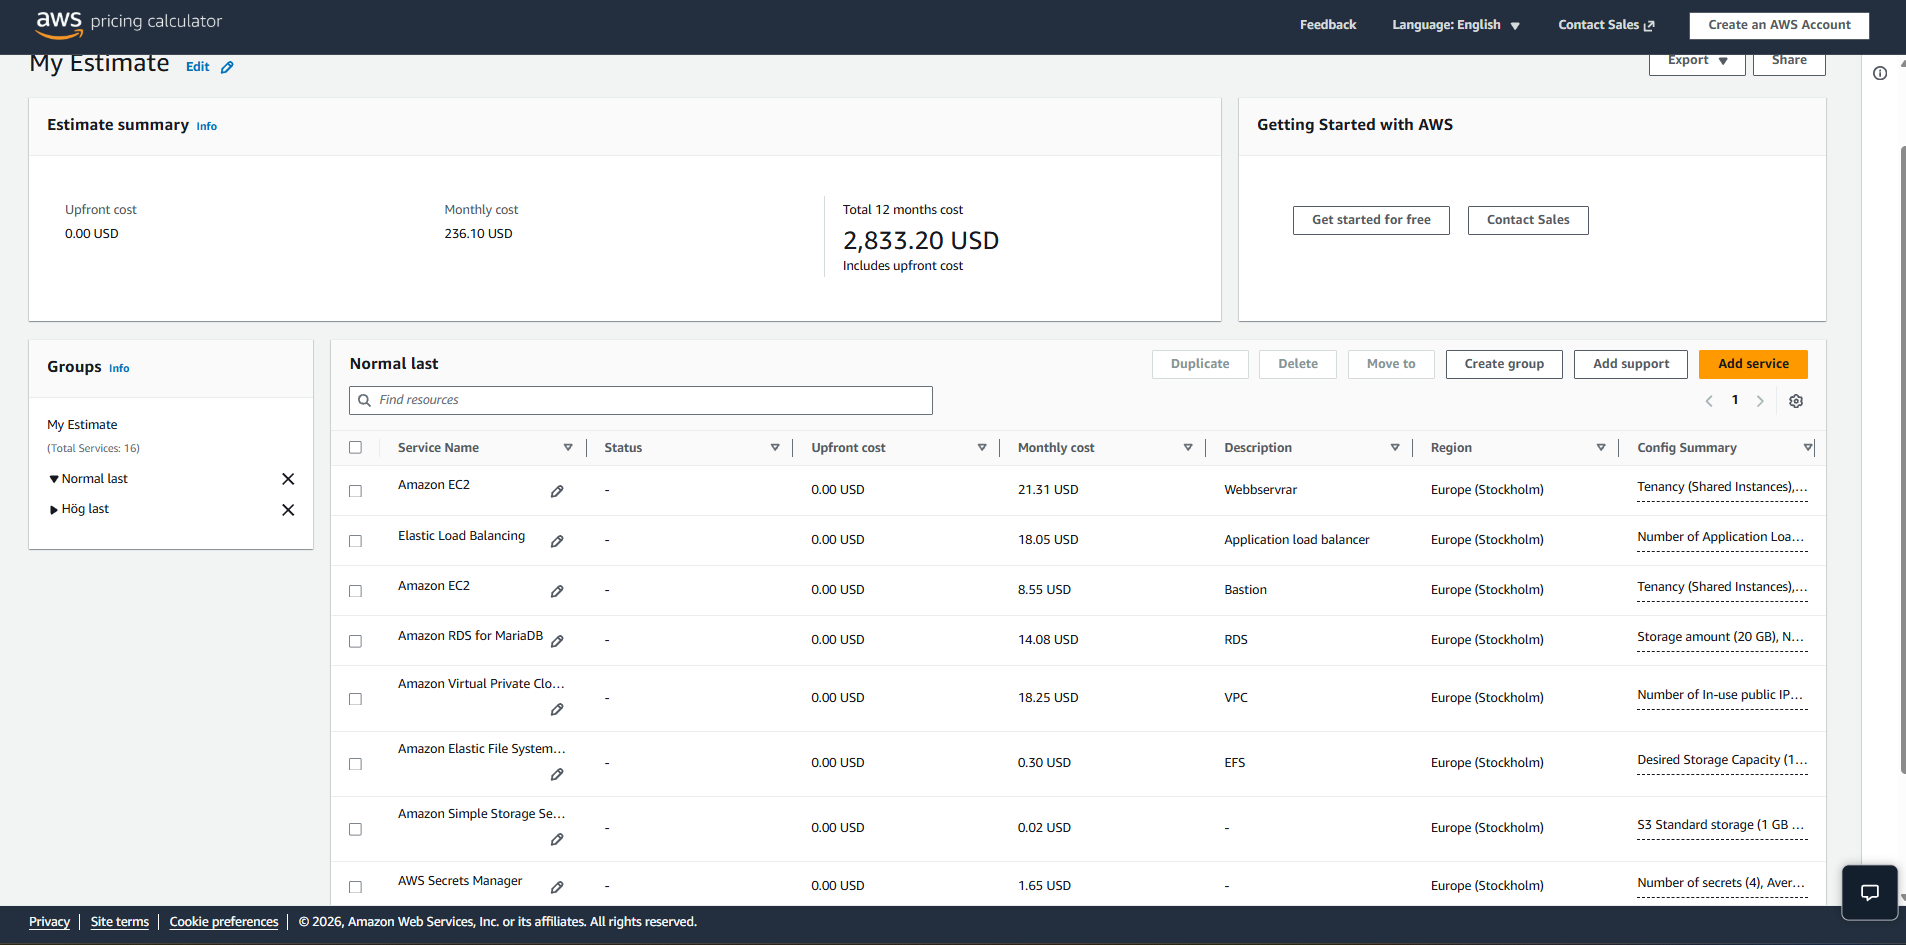 aws pricing calculator
Feedback
Language: English
Contact Sales
Create an AWS Account
My Estimate
Edit
Export
Share
Estimate summary Info
Upfront cost
0.00 USD
Monthly cost
236.10 USD
Total 12 months cost
2,833.20 USD
Includes upfront cost
Getting Started with AWS
Get started for free
Contact Sales
Groups Info
My Estimate
(Total Services: 16)
Normal last
Hög last
Normal last
Duplicate
Delete
Move to
Create group
Add support
Add service
Find resources
1
Service Name Status Upfront cost Monthly cost Description Region Config Summary
Amazon EC2 - 0.00 USD 21.31 USD Webbservrar Europe (Stockholm) Tenancy (Shared Instances),...
Elastic Load Balancing - 0.00 USD 18.05 USD Application load balancer Europe (Stockholm) Number of Application Loa...
Amazon EC2 - 0.00 USD 8.55 USD Bastion Europe (Stockholm) Tenancy (Shared Instances),...
Amazon RDS for MariaDB - 0.00 USD 14.08 USD RDS Europe (Stockholm) Storage amount (20 GB), N...
Amazon Virtual Private Clo... - 0.00 USD 18.25 USD VPC Europe (Stockholm) Number of In-use public IP...
Amazon Elastic File System... - 0.00 USD 0.30 USD EFS Europe (Stockholm) Desired Storage Capacity (1...
Amazon Simple Storage Se... - 0.00 USD 0.02 USD - Europe (Stockholm) S3 Standard storage (1 GB ...
AWS Secrets Manager - 0.00 USD 1.65 USD - Europe (Stockholm) Number of secrets (4), Aver...
Privacy | Site terms | Cookie preferences | © 2026, Amazon Web Services, Inc. or its affiliates. All rights reserved.